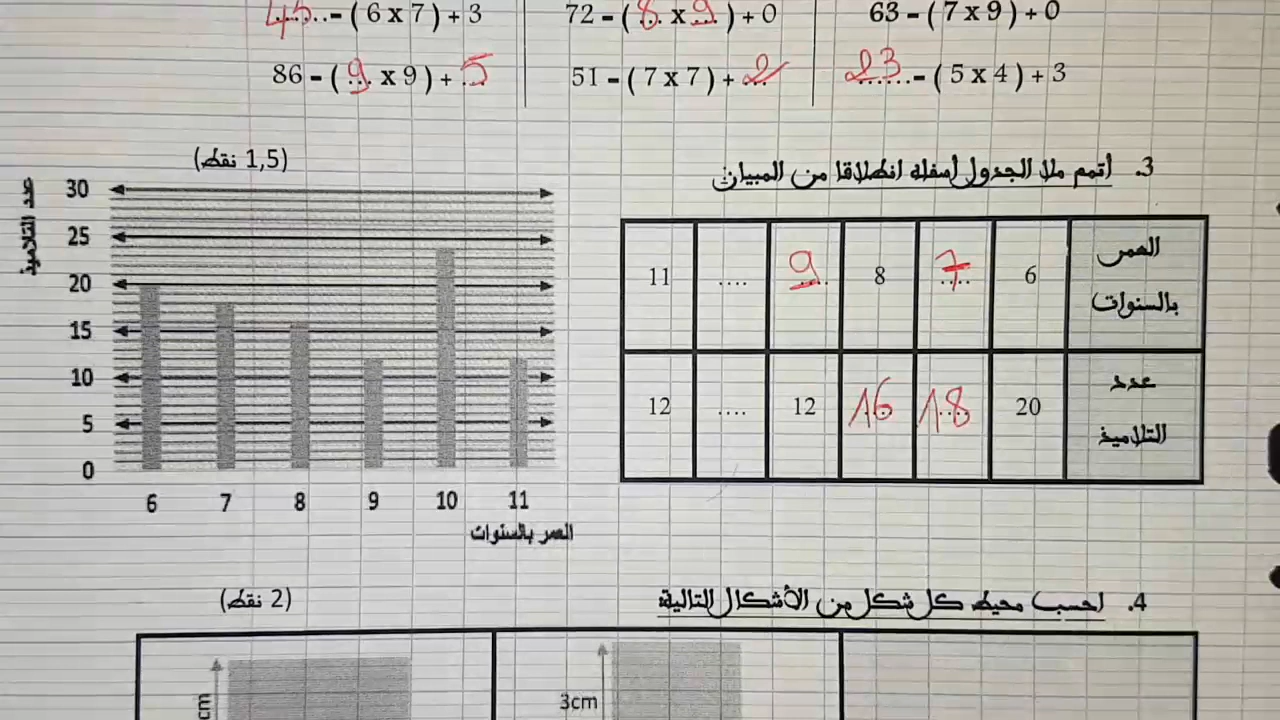 45 - ( 6 x 7 ) + 3
72 - ( 8 x 9 ) + 0
63 - ( 7 x 9 ) + 0
86 - ( 9 x 9 ) + 5
51 - ( 7 x 7 ) + 2
23 - ( 5 x 4 ) + 3
3. أتمم ملأ الجدول أسفله انطلاقا من المبيان
(1,5 نقط)
عدد التلاميذ
30
25
20
15
10
5
0
6 7 8 9 10 11
العمر بالسنوات
العمر بالسنوات 6 7 8 9 .... 11
عدد التلاميذ 20 18 16 12 .... 12
4. احسب محيط كل شكل من الأشكال التالية
(2 نقط)
cm
3cm